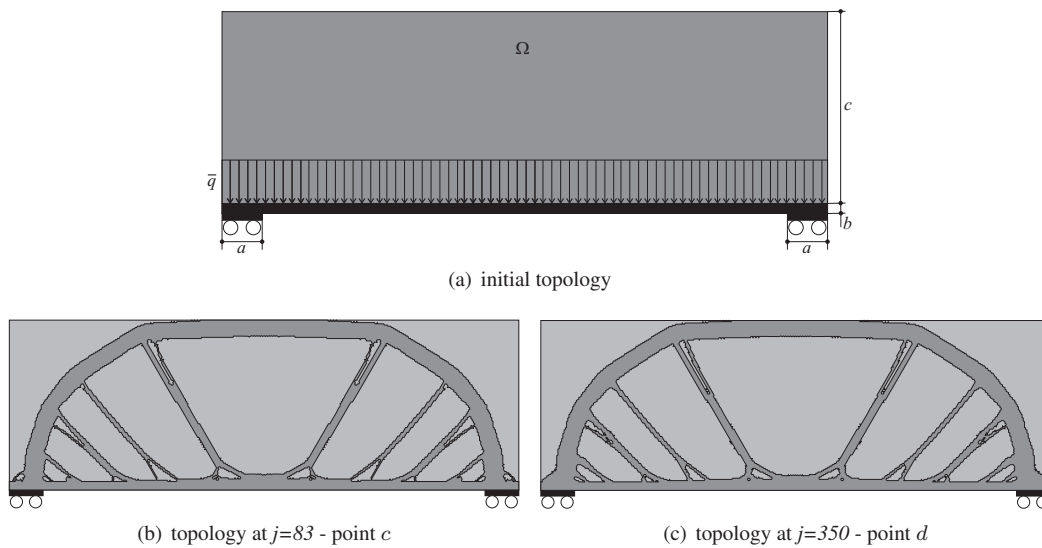 Ω
c
q̅
b
a
a
(a) initial topology
(b) topology at j=83 - point c
(c) topology at j=350 - point d